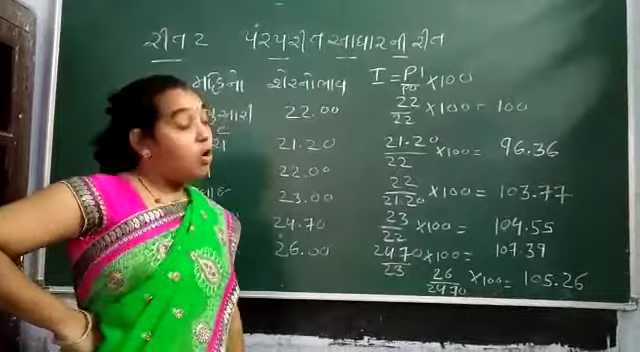 રીત ૨ પરંપરીત આધારની રીત
મહિનો શેરનો ભાવ I = P1/P0 × 100
22.00 22/22 × 100 = 100
21.20 21.20/22 × 100 = 96.36
22.00 22/21.20 × 100 = 103.77
23.00 23/22 × 100 = 104.55
24.70 24.70/23 × 100 = 107.39
26.00 26/24.70 × 100 = 105.26